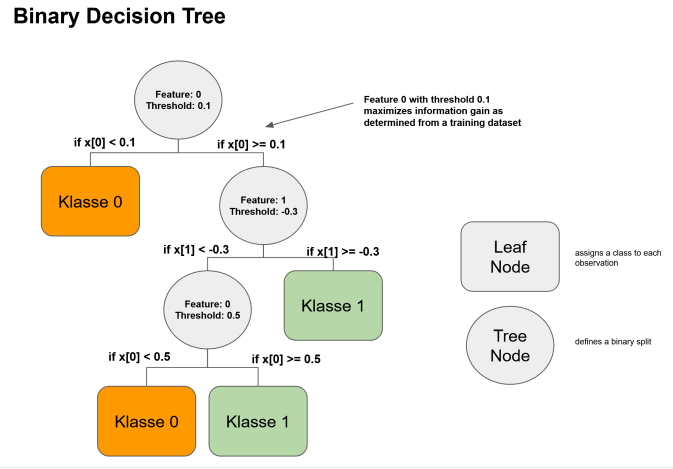 Binary Decision Tree
Feature: 0
Threshold: 0.1
Feature 0 with threshold 0.1
maximizes information gain as
determined from a training dataset
if x[0] < 0.1
if x[0] >= 0.1
Klasse 0
Feature: 1
Threshold: -0.3
if x[1] < -0.3
if x[1] >= -0.3
Feature: 0
Threshold: 0.5
Klasse 1
if x[0] < 0.5
if x[0] >= 0.5
Klasse 0
Klasse 1
Leaf
Node
assigns a class to each
observation
Tree
Node
defines a binary split